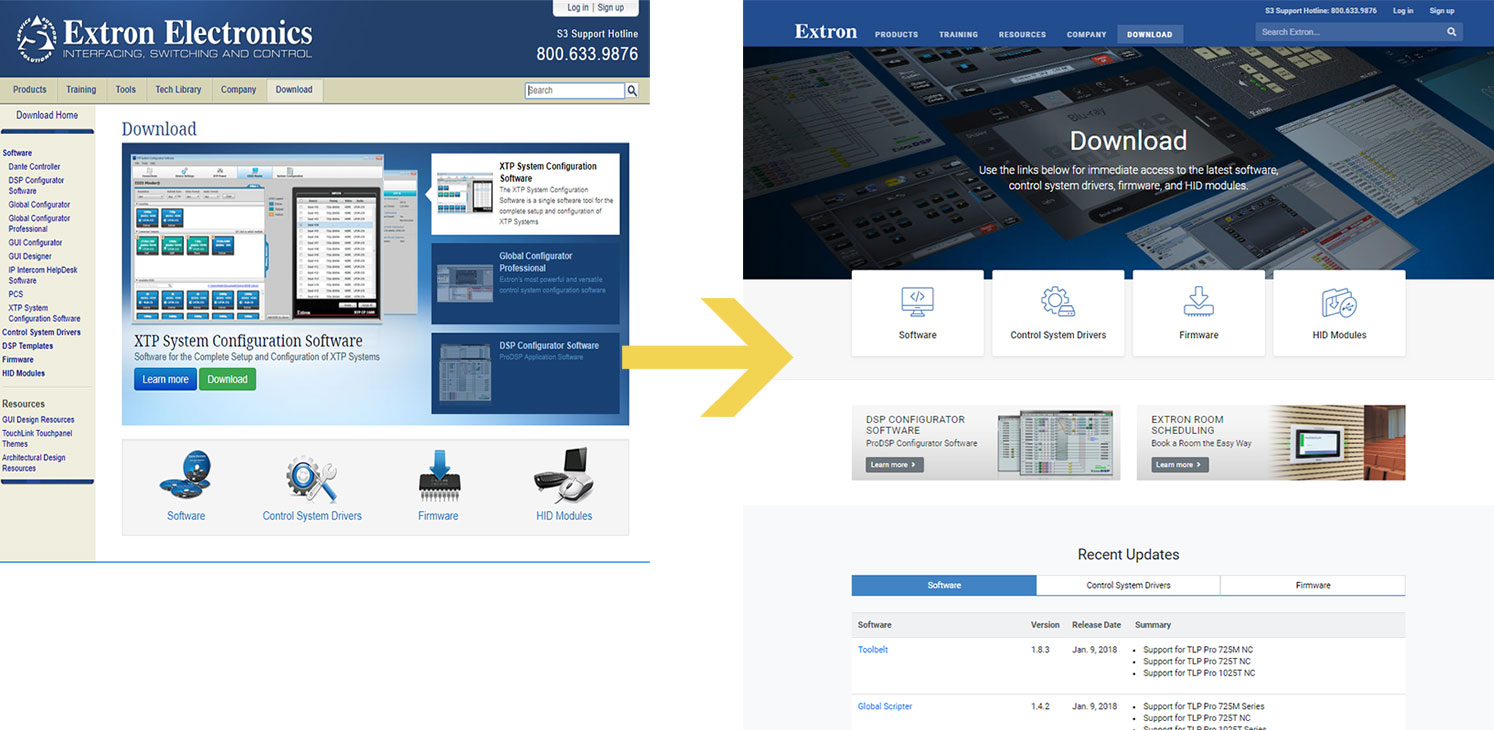 Log in | Sign up
SERVICE SUPPORT SOLUTIONS
Extron Electronics
INTERFACING, SWITCHING AND CONTROL
S3 Support Hotline
800.633.9876
Products
Training
Tools
Tech Library
Company
Download
Search
Download Home
Software
Dante Controller
DSP Configurator
Software
Global Configurator
Global Configurator
Professional
GUI Configurator
GUI Designer
IP Intercom HelpDesk
Software
PCS
XTP System
Configuration Software
Control System Drivers
DSP Templates
Firmware
HID Modules
Resources
GUI Design Resources
TouchLink Touchpanel
Themes
Architectural Design
Resources
Download
XTP System Configuration
Software
The XTP System Configuration
Software is a single software tool for the
complete setup and configuration of
XTP Systems
Global Configurator
Professional
Extron's most powerful and versatile
control system configuration software
DSP Configurator Software
ProDSP Application Software
Extron
XTP System Configuration Software
Software for the Complete Setup and Configuration of XTP Systems
Learn more
Download
Software
Control System Drivers
Firmware
HID Modules
S3 Support Hotline: 800.633.9876
Log in
Sign up
Extron
PRODUCTS
TRAINING
RESOURCES
COMPANY
DOWNLOAD
Search Extron...
Blu-ray
Extron
Download
Use the links below for immediate access to the latest software,
control system drivers, firmware, and HID modules.
Software
Control System Drivers
Firmware
HID Modules
DSP CONFIGURATOR
SOFTWARE
ProDSP Configurator Software
Learn more >
EXTRON ROOM
SCHEDULING
Book a Room the Easy Way
Learn more >
Recent Updates
Software
Control System Drivers
Firmware
Software Version Release Date Summary
Toolbelt 1.8.3 Jan. 9, 2018 • Support for TLP Pro 725M NC
• Support for TLP Pro 725T NC
• Support for TLP Pro 1025T NC
Global Scripter 1.4.2 Jan. 9, 2018 • Support for TLP Pro 725M Series
• Support for TLP Pro 725T NC
• Support for TLP Pro 1025T Series